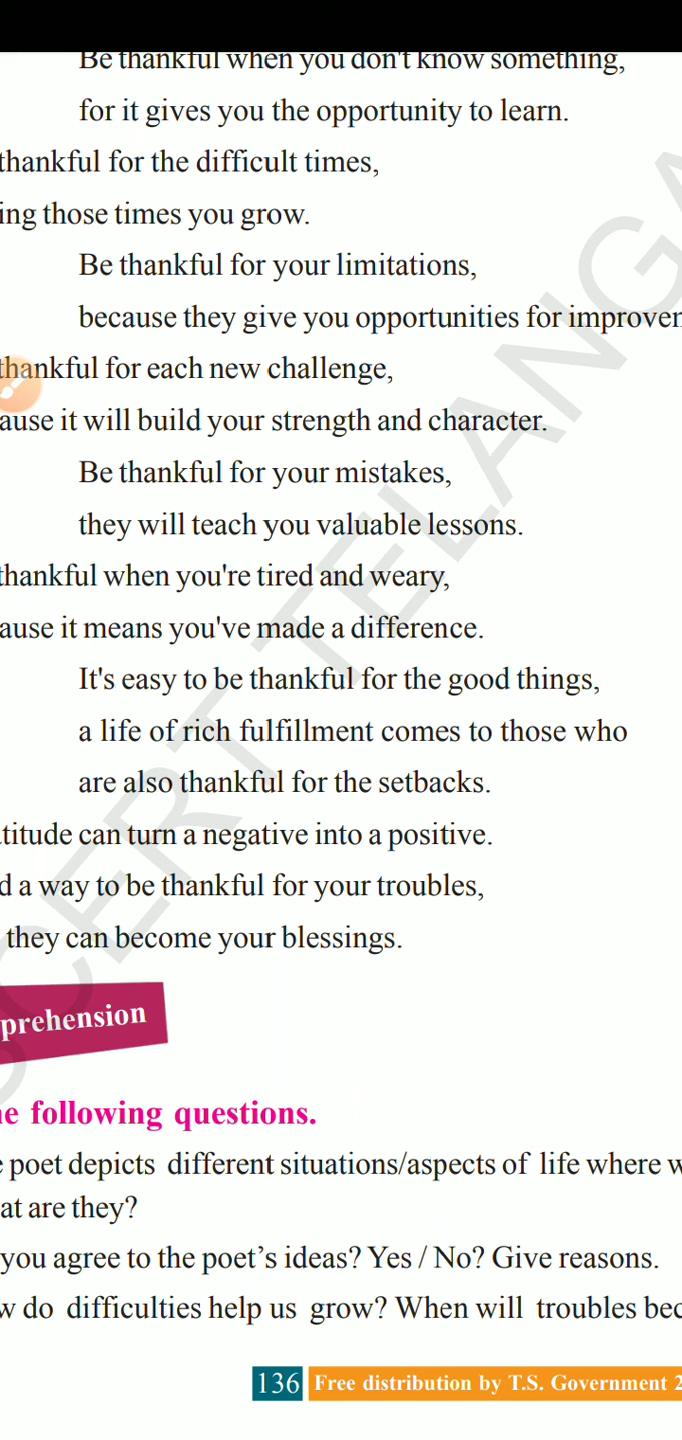 Be thankful when you don't know something,
for it gives you the opportunity to learn.
thankful for the difficult times,
ing those times you grow.
Be thankful for your limitations,
because they give you opportunities for improvem
thankful for each new challenge,
ause it will build your strength and character.
Be thankful for your mistakes,
they will teach you valuable lessons.
thankful when you're tired and weary,
ause it means you've made a difference.
It's easy to be thankful for the good things,
a life of rich fulfillment comes to those who
are also thankful for the setbacks.
titude can turn a negative into a positive.
d a way to be thankful for your troubles,
they can become your blessings.
prehension
e following questions.
e poet depicts different situations/aspects of life where w
at are they?
you agree to the poet's ideas? Yes / No? Give reasons.
w do difficulties help us grow? When will troubles bec
136 Free distribution by T.S. Government 2
SCERT TELANGA